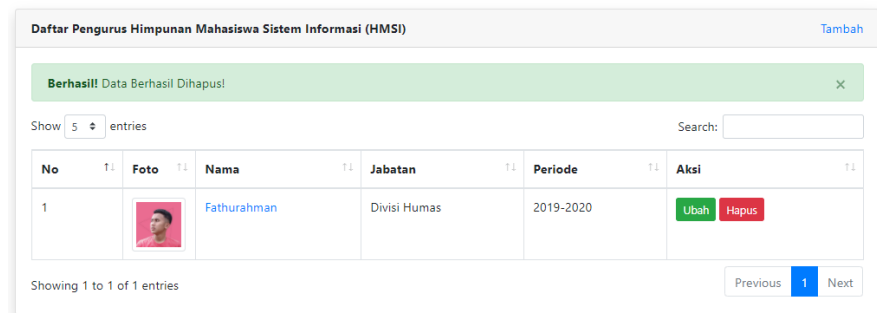 Daftar Pengurus Himpunan Mahasiswa Sistem Informasi (HMSI) Tambah
Berhasil! Data Berhasil Dihapus! ×
Show 5 entries Search:
No Foto Nama Jabatan Periode Aksi
1 Fathurahman Divisi Humas 2019-2020 Ubah Hapus
Showing 1 to 1 of 1 entries Previous 1 Next